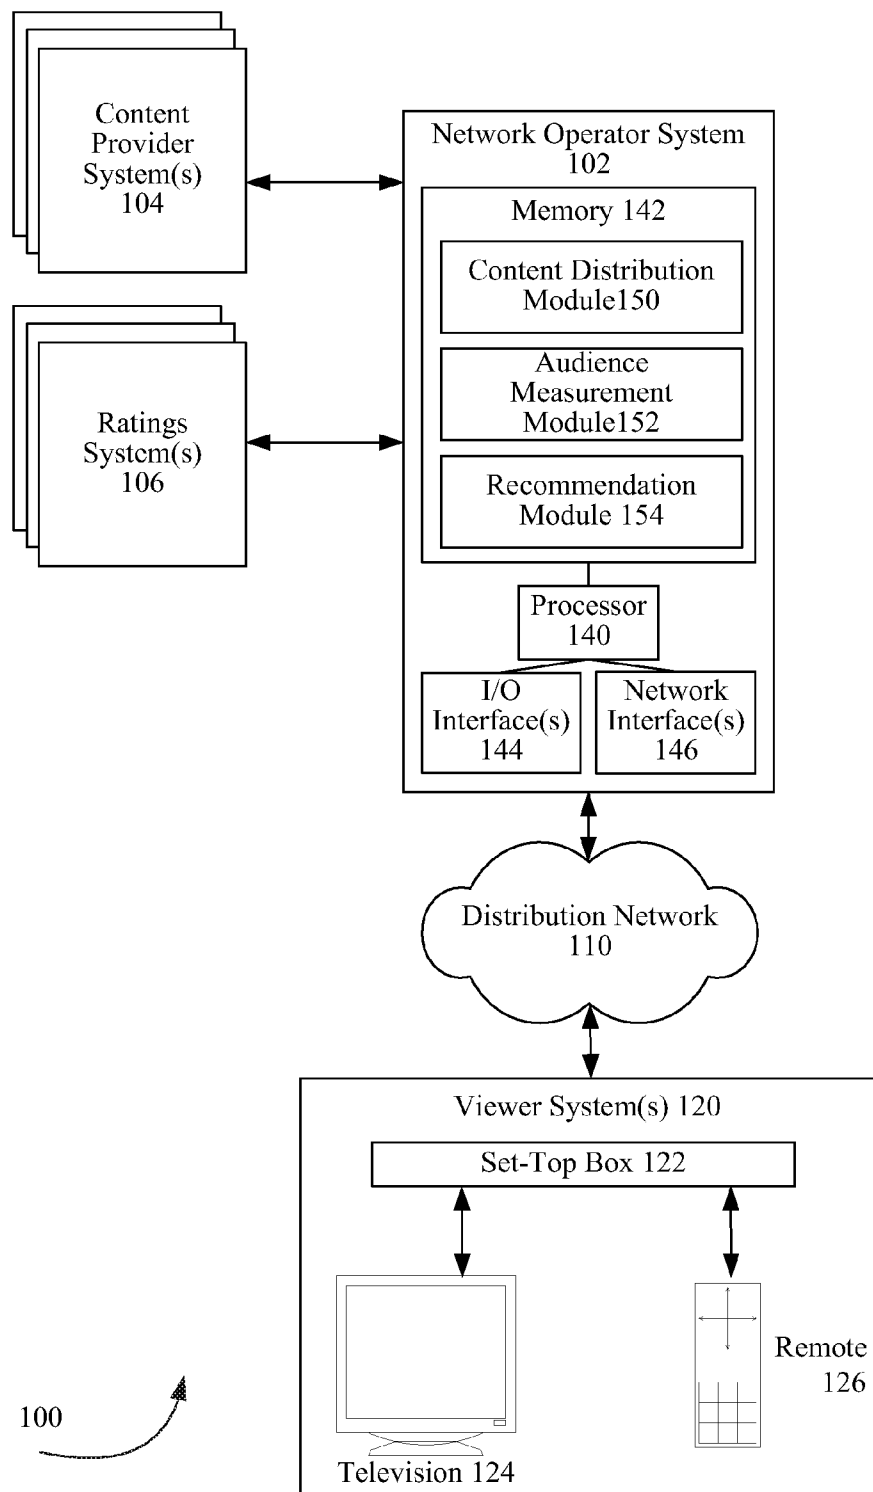 Content
Provider
System(s)
104
Network Operator System
102
Memory 142
Content Distribution
Module150
Audience
Measurement
Module152
Ratings
System(s)
106
Recommendation
Module 154
Processor
140
I/O
Interface(s)
144
Network
Interface(s)
146
Distribution Network
110
Viewer System(s) 120
Set-Top Box 122
Remote
126
Television 124
100